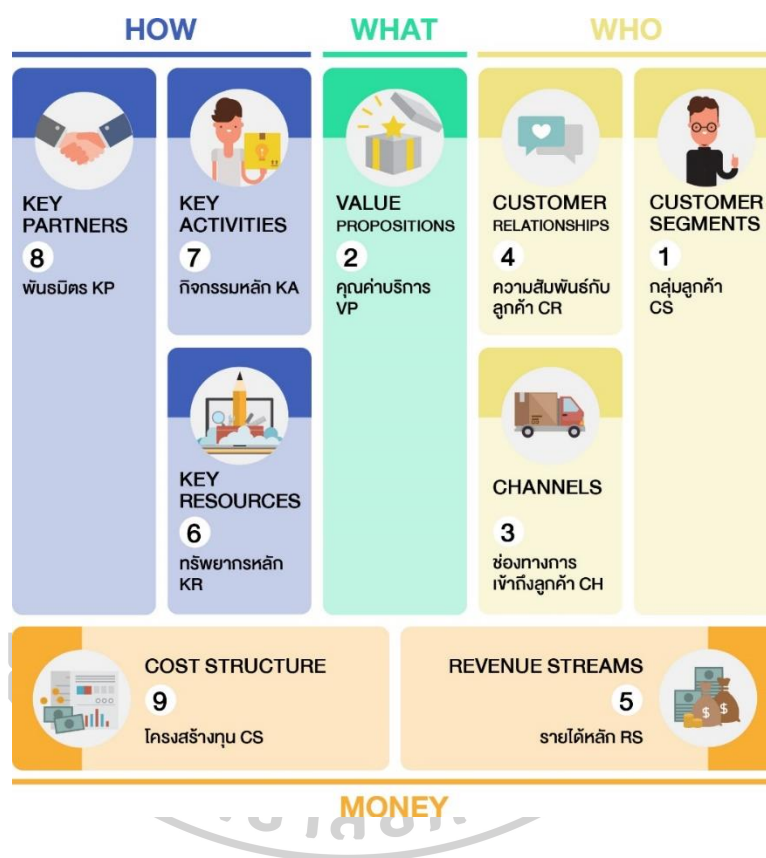 HOW
WHAT
WHO
KEY
PARTNERS
8
พันธมิตร KP
KEY
ACTIVITIES
7
กิจกรรมหลัก KA
KEY
RESOURCES
6
ทรัพยากรหลัก
KR
VALUE
PROPOSITIONS
2
คุณค่าบริการ
VP
CUSTOMER
RELATIONSHIPS
4
ความสัมพันธ์กับ
ลูกค้า CR
CHANNELS
3
ช่องทางการ
เข้าถึงลูกค้า CH
CUSTOMER
SEGMENTS
1
กลุ่มลูกค้า
CS
COST STRUCTURE
9
โครงสร้างทุน CS
REVENUE STREAMS
5
รายได้หลัก RS
MONEY